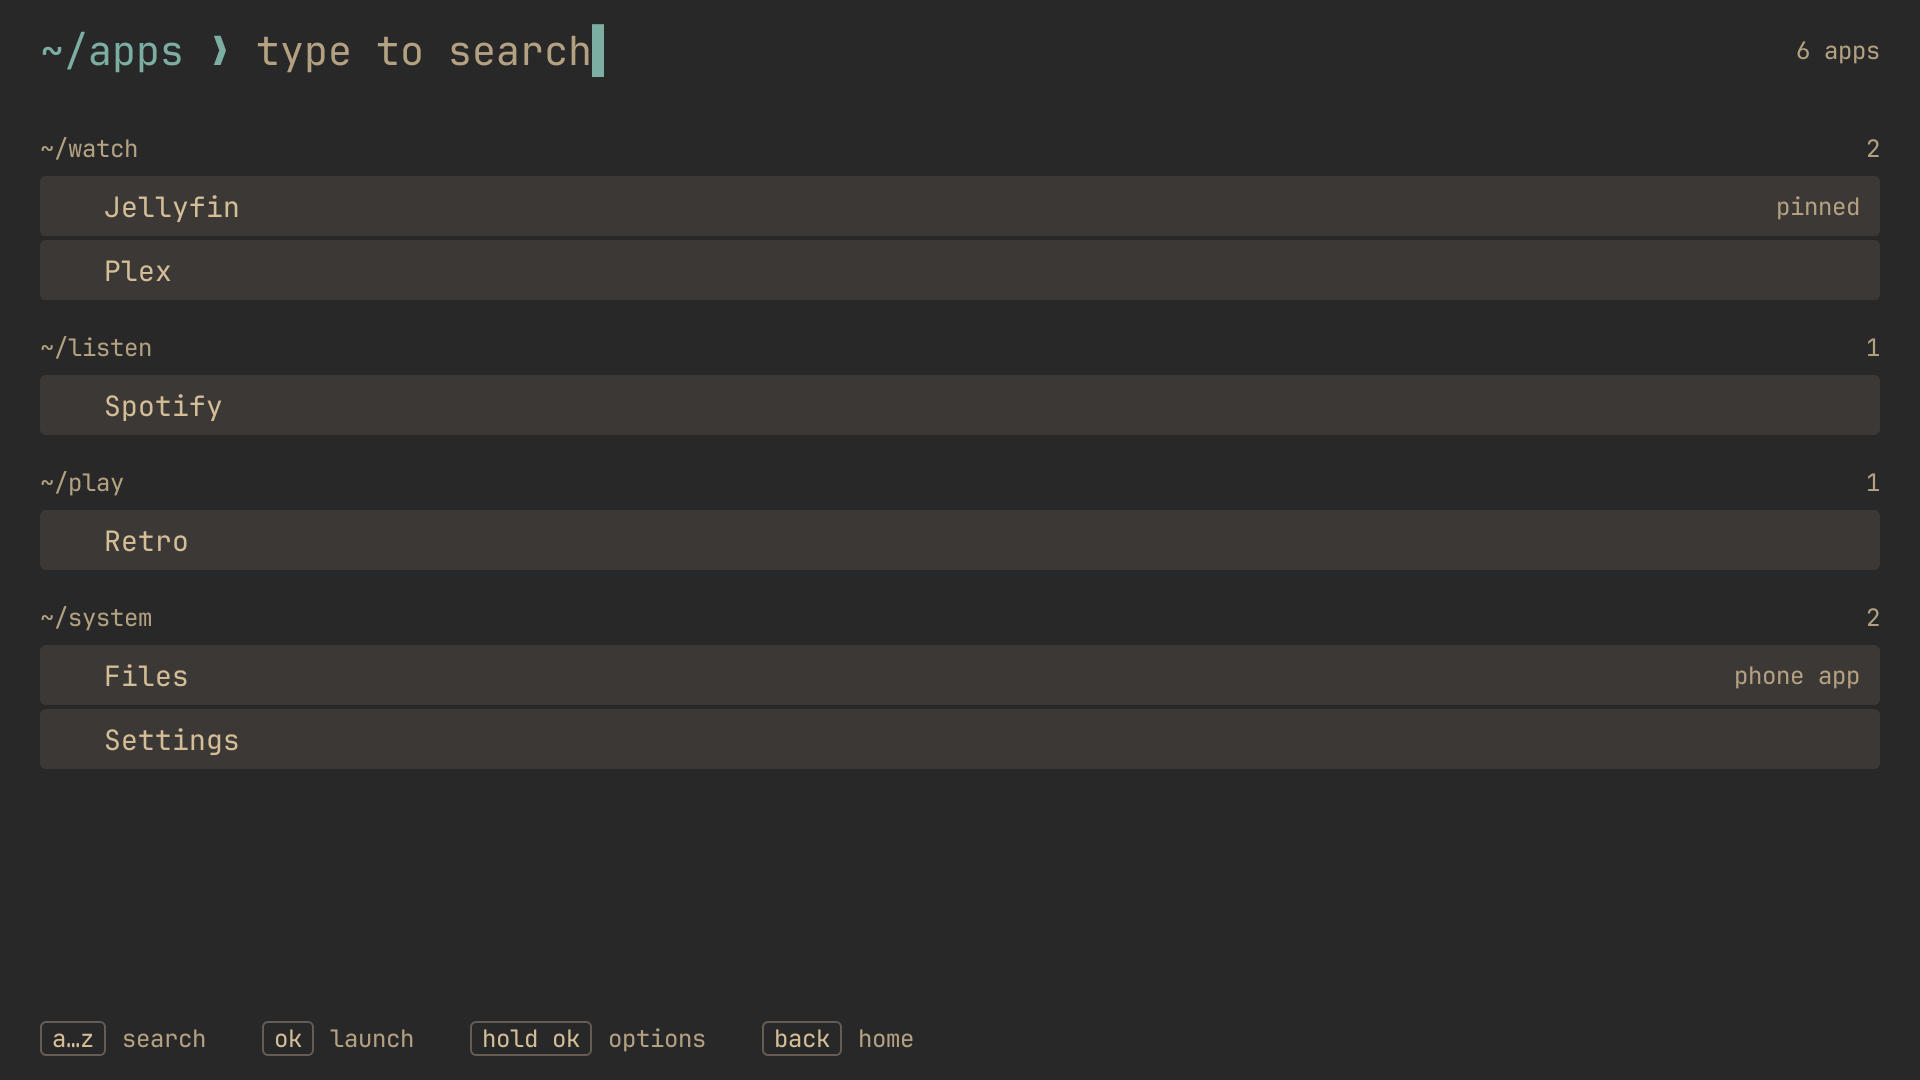 ~/apps ❯ type to search
6 apps
~/watch 2
Jellyfin pinned
Plex
~/listen 1
Spotify
~/play 1
Retro
~/system 2
Files phone app
Settings
a…z search ok launch hold ok options back home